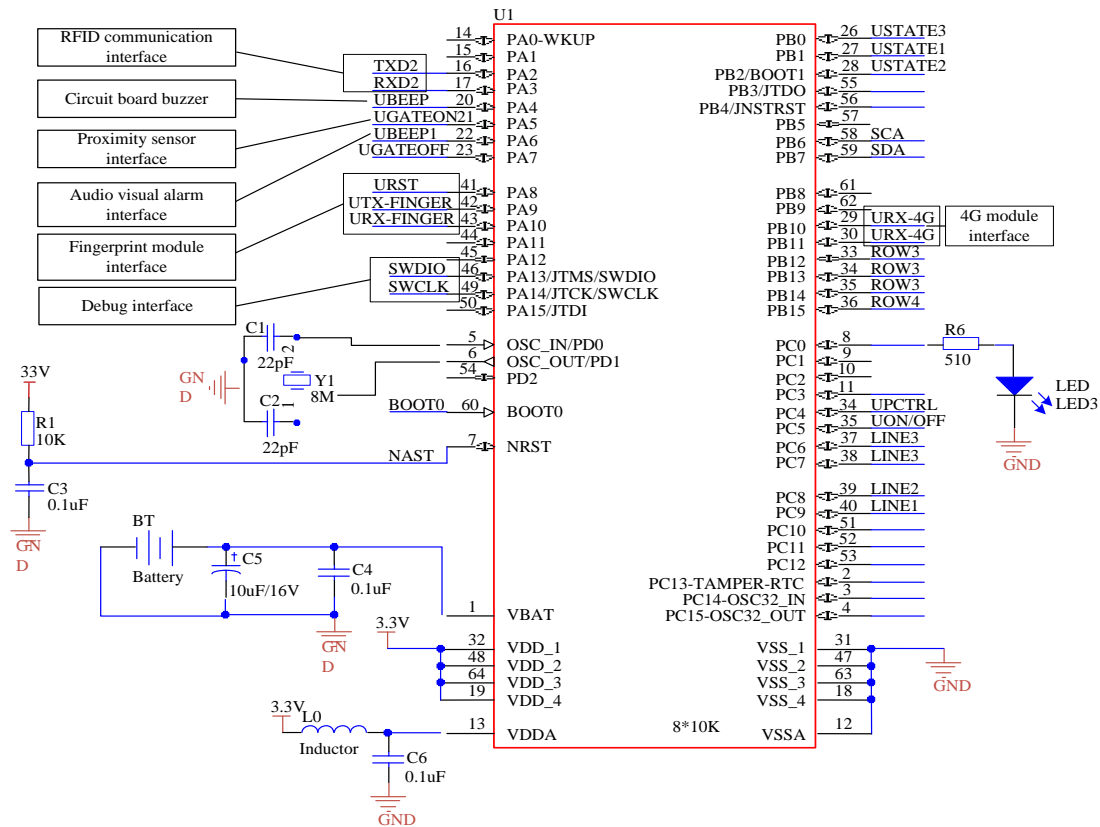 U1
RFID communication
interface
Circuit board buzzer
Proximity sensor
interface
Audio visual alarm
interface
Fingerprint module
interface
Debug interface
14 PA0-WKUP
15 PA1
TXD2 16 PA2
RXD2 17 PA3
UBEEP 20 PA4
UGATEON21 PA5
UBEEP1 22 PA6
UGATEOFF 23 PA7
URST 41 PA8
UTX-FINGER 42 PA9
URX-FINGER 43 PA10
44 PA11
45 PA12
SWDIO 46 PA13/JTMS/SWDIO
SWCLK 49 PA14/JTCK/SWCLK
50 PA15/JTDI
5 OSC_IN/PD0
6 OSC_OUT/PD1
54 PD2
BOOT0 60 BOOT0
NAST 7 NRST
1 VBAT
32 VDD_1
48 VDD_2
64 VDD_3
19 VDD_4
13 VDDA
C1
22pF
2
Y1
8M
1
C2
22pF
GN
D
33V
R1
10K
C3
0.1uF
GN
D
BT
Battery
+
C5
10uF/16V
C4
0.1uF
GN
D
3.3V
3.3V
L0
Inductor
C6
0.1uF
GND
PB0 26 USTATE3
PB1 27 USTATE1
PB2/BOOT1 28 USTATE2
PB3/JTDO 55
PB4/JNSTRST 56
PB5 57
PB6 58 SCA
PB7 59 SDA
PB8 61
PB9 62
PB10 29 URX-4G
PB11 30 URX-4G
4G module
interface
PB12 33 ROW3
PB13 34 ROW3
PB14 35 ROW3
PB15 36 ROW4
PC0 8
PC1 9
PC2 10
PC3 11
PC4 34 UPCTRL
PC5 35 UON/OFF
PC6 37 LINE3
PC7 38 LINE3
PC8 39 LINE2
PC9 40 LINE1
PC10 51
PC11 52
PC12 53
PC13-TAMPER-RTC 2
PC14-OSC32_IN 3
PC15-OSC32_OUT 4
VSS_1 31
VSS_2 47
VSS_3 63
VSS_4 18
VSSA 12
8*10K
R6
510
LED
LED3
GND
GND